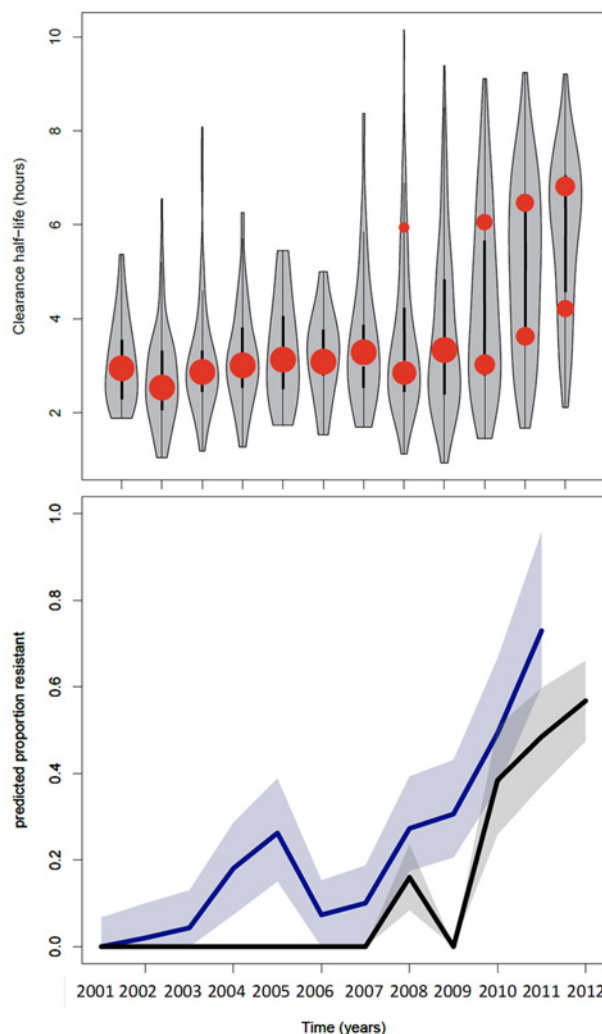 10
8
6
4
2
Clearance half-life (hours)
1.0
0.8
0.6
0.4
0.2
0.0
predicted proportion resistant
2001 2002 2003 2004 2005 2006 2007 2008 2009 2010 2011 2012
Time (years)